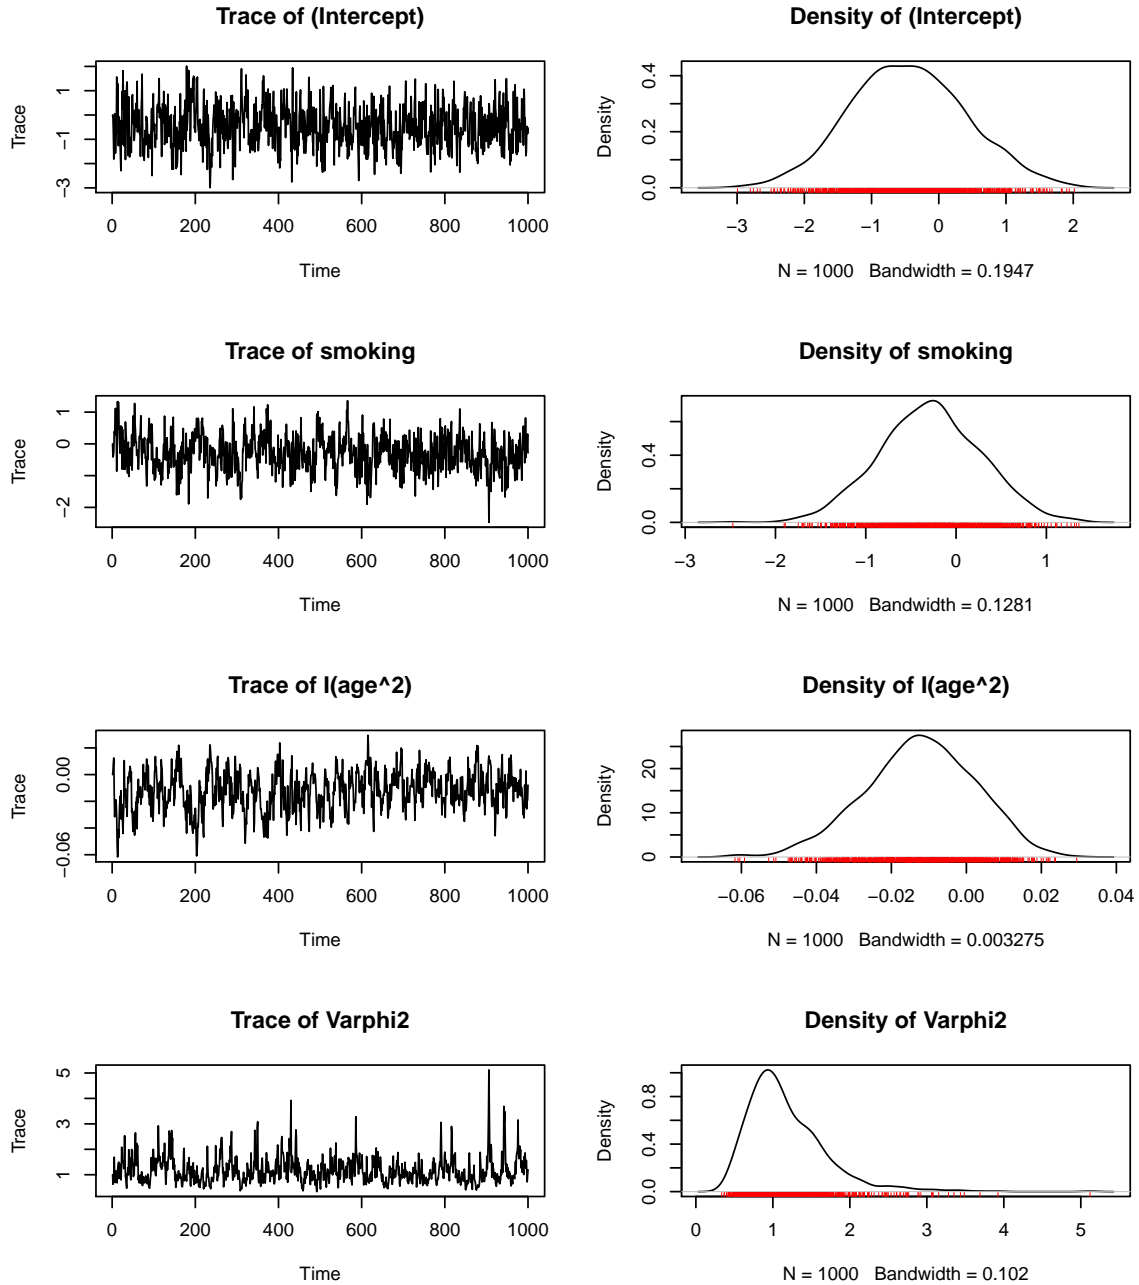 Trace of (Intercept)
Density of (Intercept)
Trace
1
−1
−3
0 200 400 600 800 1000
Time
Density
0.4
0.2
0.0
−3 −2 −1 0 1 2
N = 1000 Bandwidth = 0.1947
Trace of smoking
Density of smoking
Trace
1
0
−2
0 200 400 600 800 1000
Time
Density
0.4
0.0
−3 −2 −1 0 1
N = 1000 Bandwidth = 0.1281
Trace of I(age^2)
Density of I(age^2)
Trace
0.00
−0.06
0 200 400 600 800 1000
Time
Density
20
10
0
−0.06 −0.04 −0.02 0.00 0.02 0.04
N = 1000 Bandwidth = 0.003275
Trace of Varphi2
Density of Varphi2
Trace
5
3
1
0 200 400 600 800 1000
Time
Density
0.8
0.4
0.0
0 1 2 3 4 5
N = 1000 Bandwidth = 0.102